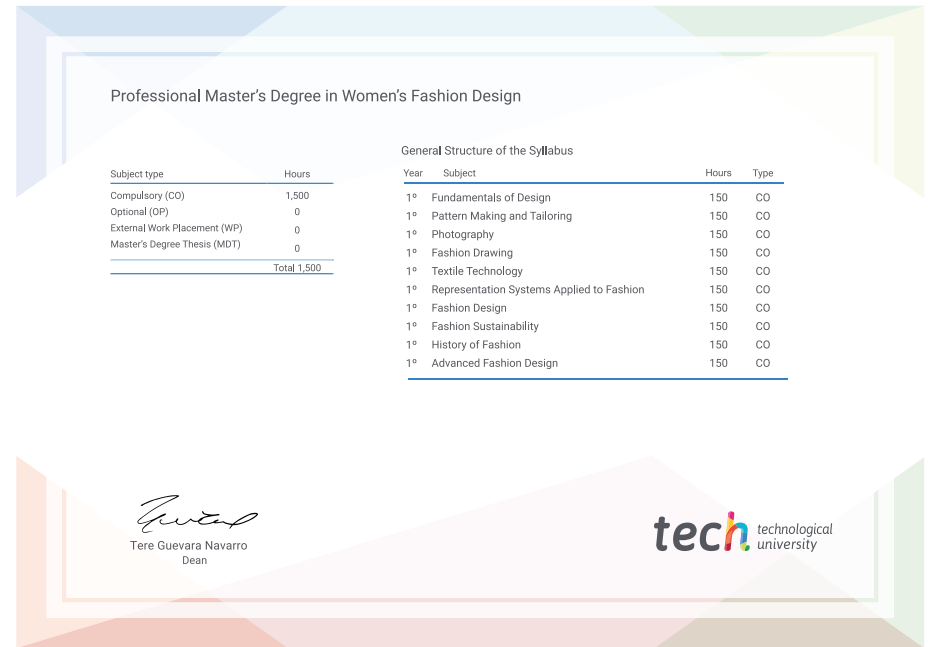 Professional Master's Degree in Women's Fashion Design
Subject type Hours
Compulsory (CO) 1,500
Optional (OP) 0
External Work Placement (WP) 0
Master's Degree Thesis (MDT) 0
Total 1,500
General Structure of the Syllabus
Year Subject Hours Type
1º Fundamentals of Design 150 CO
1º Pattern Making and Tailoring 150 CO
1º Photography 150 CO
1º Fashion Drawing 150 CO
1º Textile Technology 150 CO
1º Representation Systems Applied to Fashion 150 CO
1º Fashion Design 150 CO
1º Fashion Sustainability 150 CO
1º History of Fashion 150 CO
1º Advanced Fashion Design 150 CO
Tere Guevara Navarro
Dean
tech technological
university